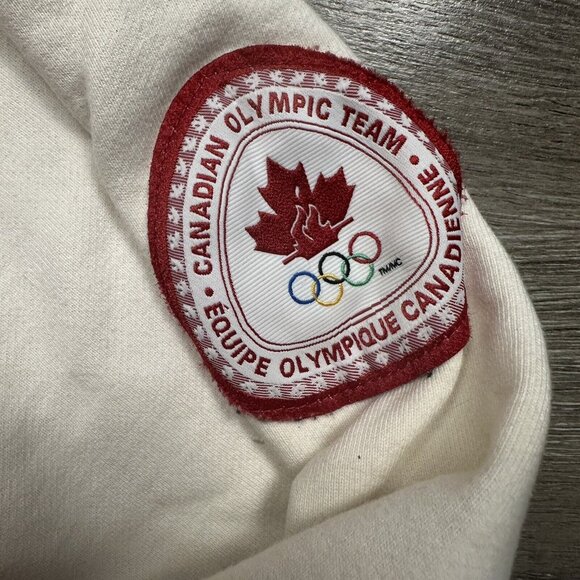 CANADIAN OLYMPIC TEAM •
ÉQUIPE OLYMPIQUE CANADIENNE •
TM/MC